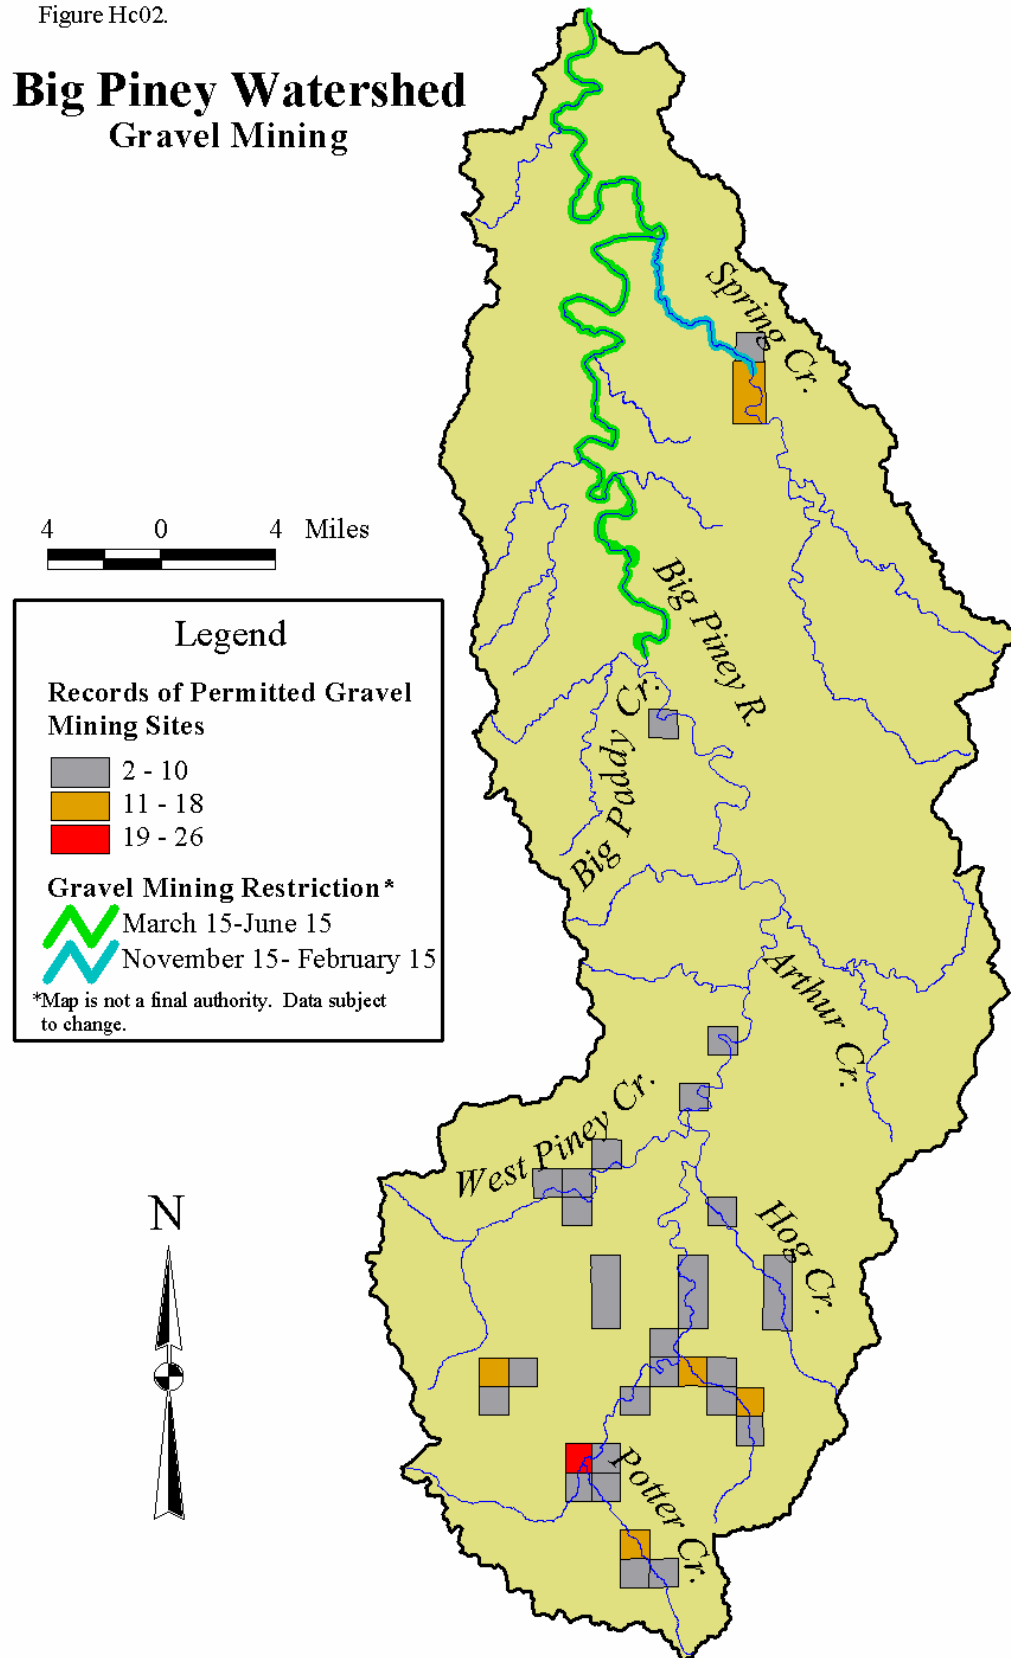 Figure Hc02.
Big Piney Watershed
Gravel Mining
Spring Cr.
4 0 4 Miles
Big Piney R.
Legend
Records of Permitted Gravel
Mining Sites
2 - 10
11 - 18
19 - 26
Gravel Mining Restriction*
March 15-June 15
November 15- February 15
*Map is not a final authority. Data subject
to change.
Big Paddy Cr.
Arthur Cr.
West Piney Cr.
N
Hog Cr.
Potter Cr.